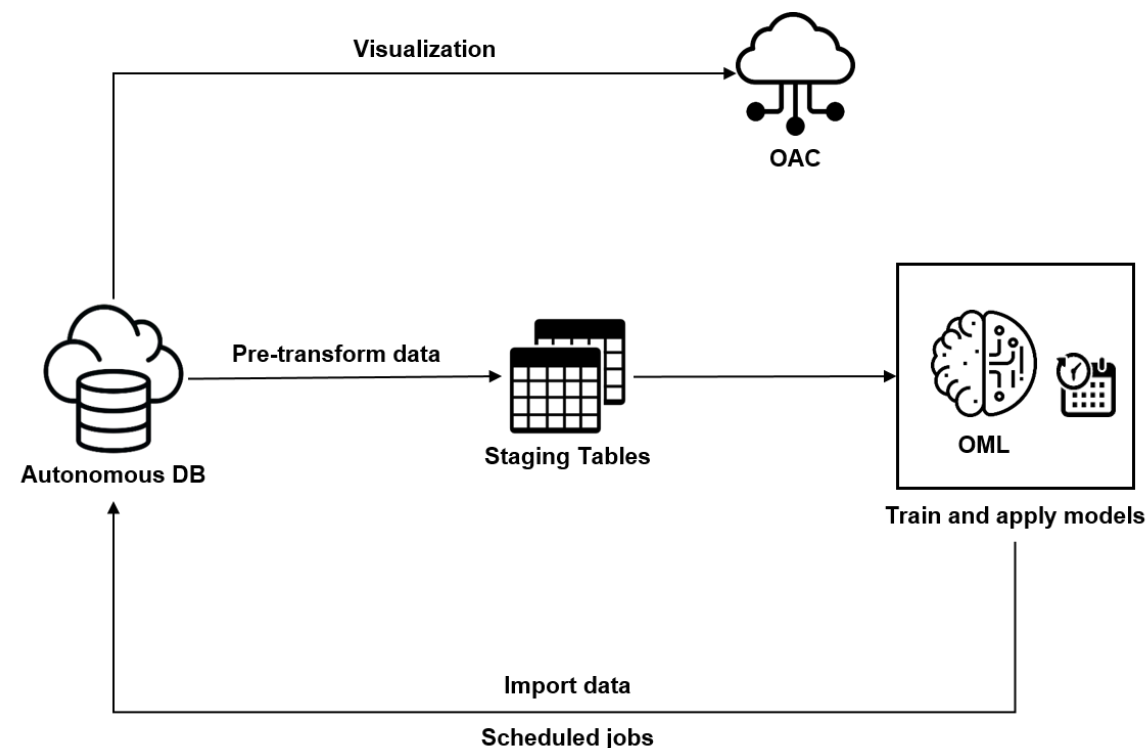 Visualization
OAC
Pre-transform data
Autonomous DB
Staging Tables
OML
Train and apply models
Import data
Scheduled jobs